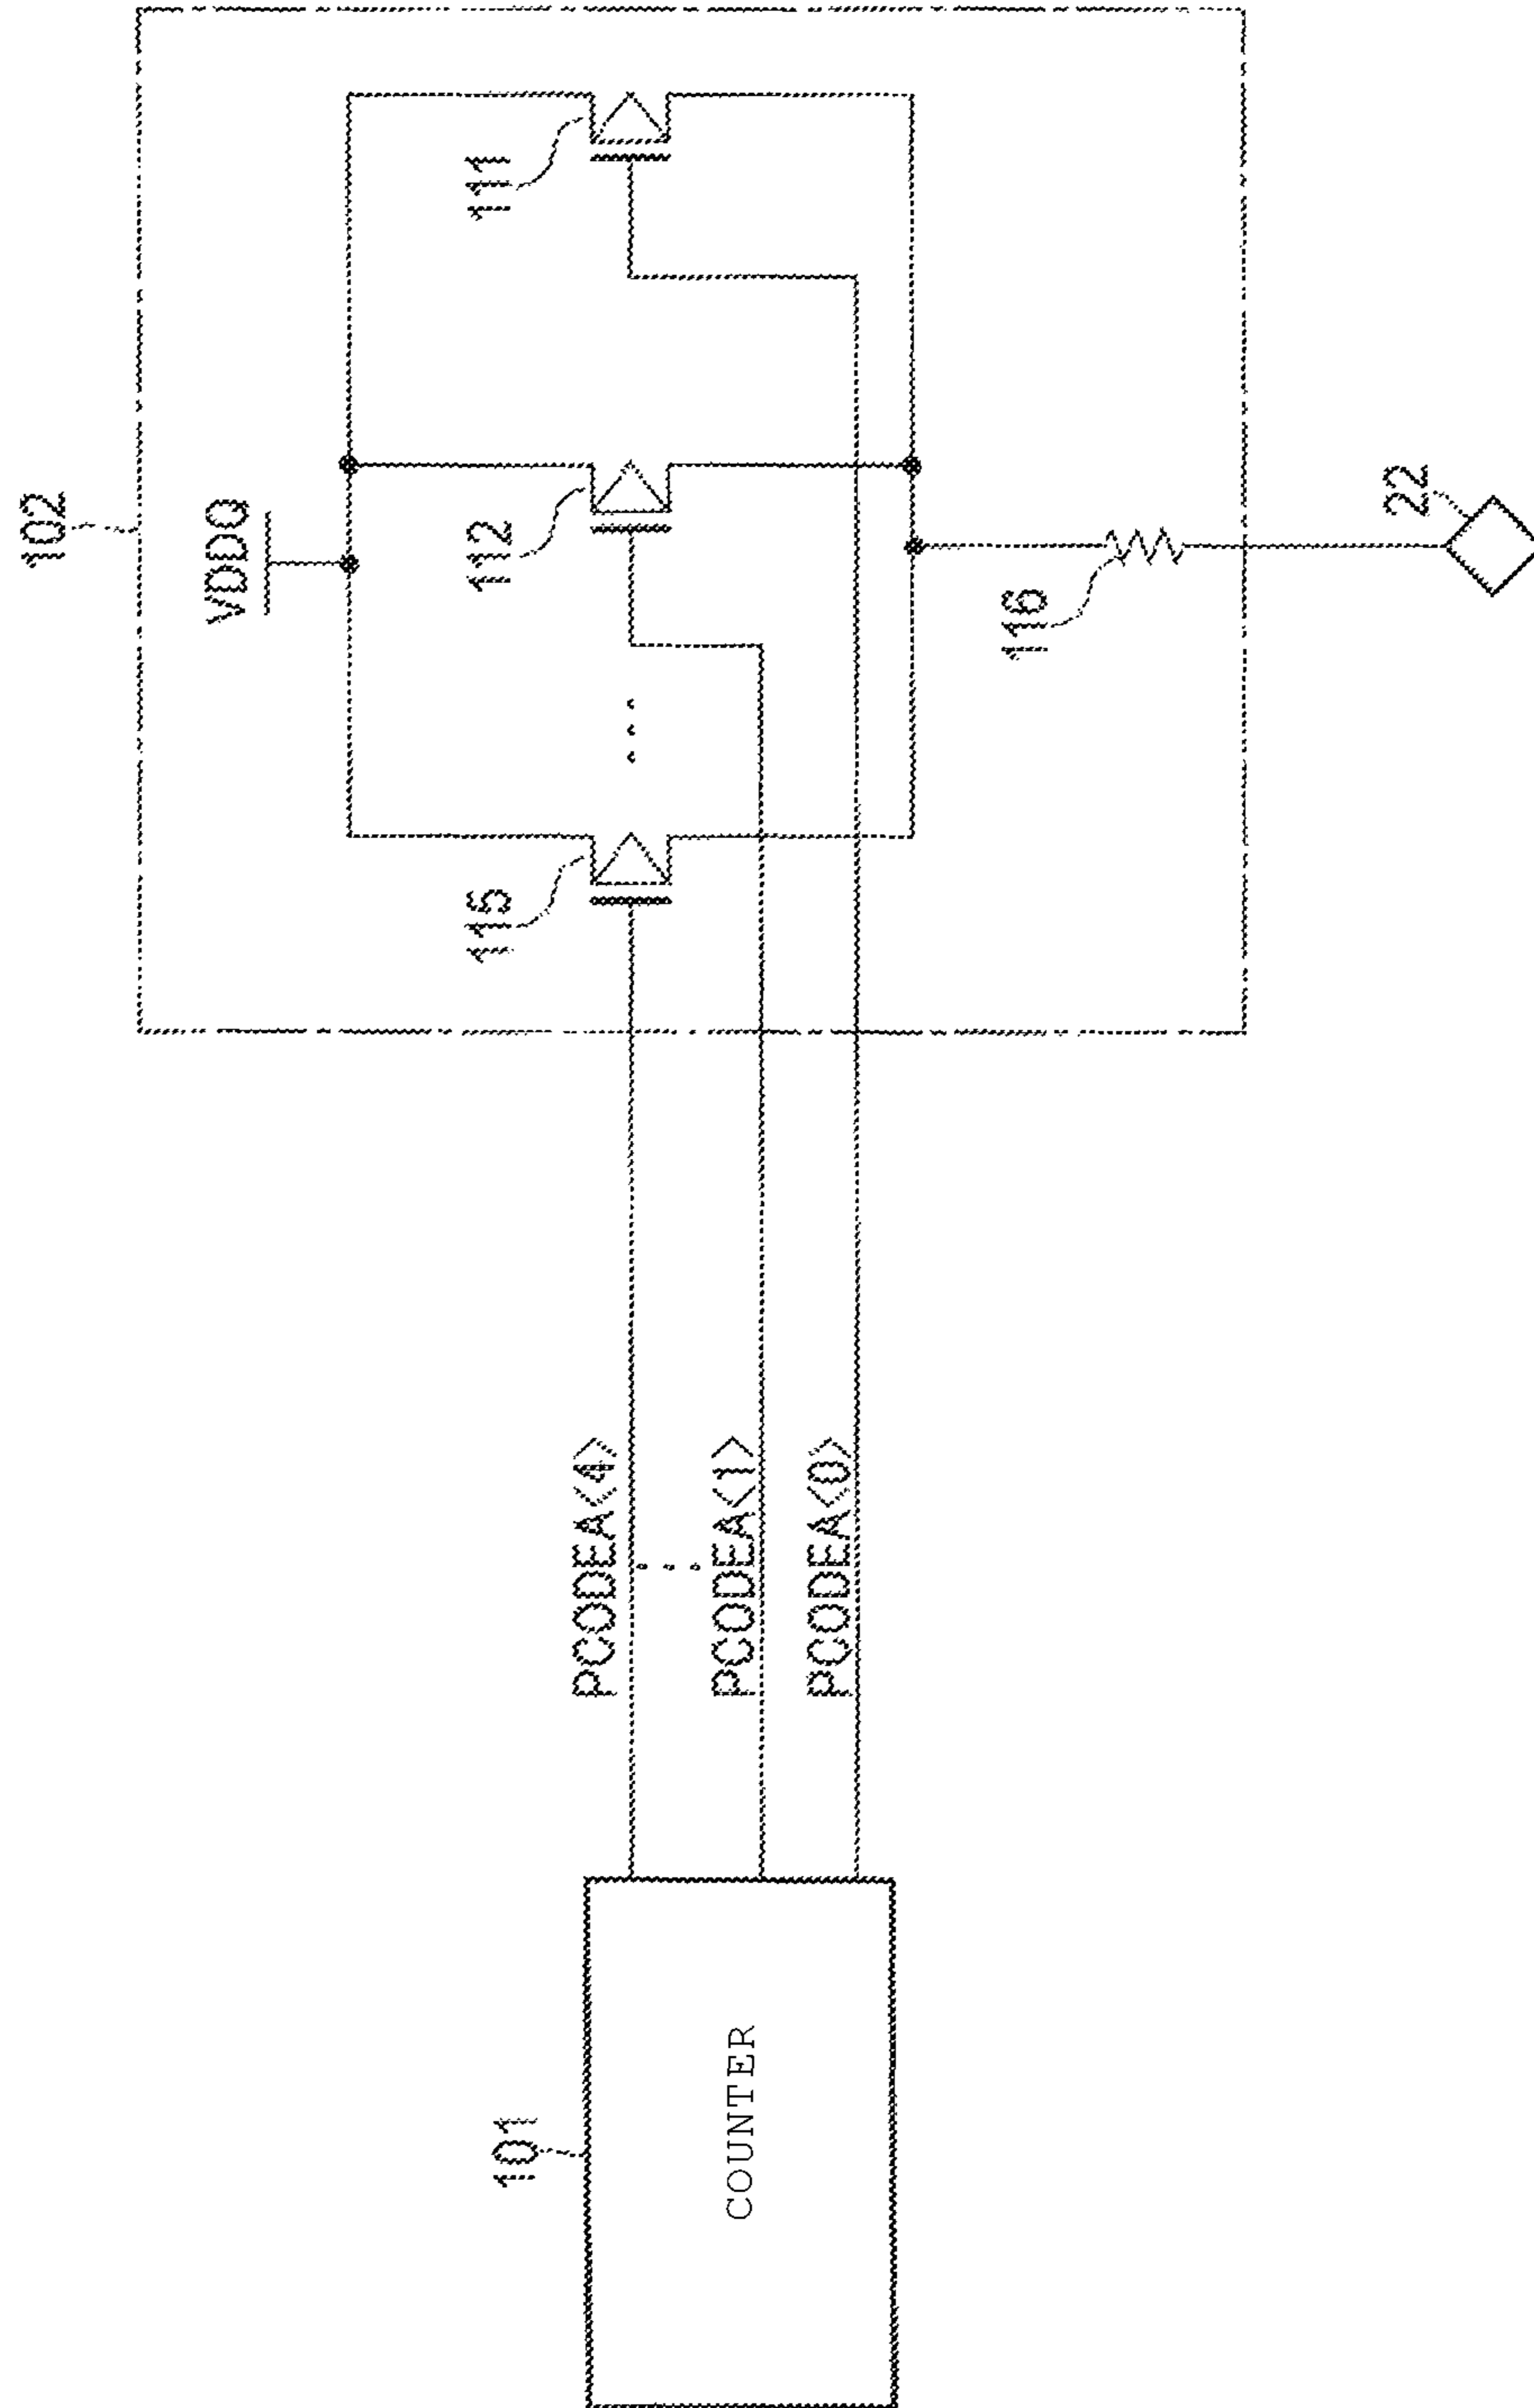 102
VDDQ
111
112
115
116
22
PCODEA<4>
PCODEA<1>
PCODEA<0>
101
COUNTER